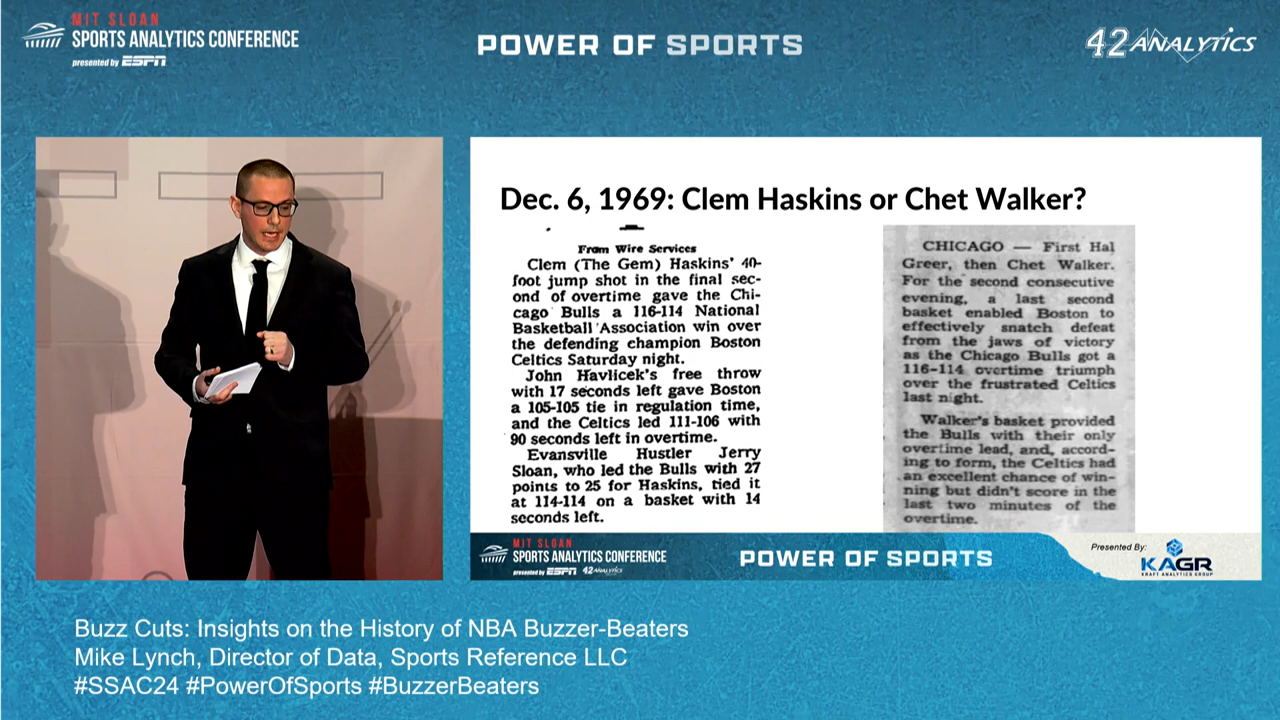 MIT SLOAN
SPORTS ANALYTICS CONFERENCE
presented by ESPN
POWER OF SPORTS
42 ANALYTICS
Dec. 6, 1969: Clem Haskins or Chet Walker?
From Wire Services
Clem (The Gem) Haskins' 40-
foot jump shot in the final sec-
ond of overtime gave the Chi-
cago Bulls a 116-114 National
Basketball Association win over
the defending champion Boston
Celtics Saturday night.
John Havlicek's free throw
with 17 seconds left gave Boston
a 105-105 tie in regulation time,
and the Celtics led 111-106 with
90 seconds left in overtime.
Evansville Hustler Jerry
Sloan, who led the Bulls with 27
points to 25 for Haskins, tied it
at 114-114 on a basket with 14
seconds left.
CHICAGO — First Hal
Greer, then Chet Walker.
For the second consecutive
evening, a last second
basket enabled Boston to
effectively snatch defeat
from the jaws of victory
as the Chicago Bulls got a
116-114 overtime triumph
over the frustrated Celtics
last night.
Walker's basket provided
the Bulls with their only
overtime lead, and, accord-
ing to form, the Celtics had
an excellent chance of win-
ning but didn't score in the
last two minutes of the
overtime.
MIT SLOAN
SPORTS ANALYTICS CONFERENCE
presented by ESPN 42 ANALYTICS
POWER OF SPORTS
Presented By:
KAGR
KRAFT ANALYTICS GROUP
Buzz Cuts: Insights on the History of NBA Buzzer-Beaters
Mike Lynch, Director of Data, Sports Reference LLC
#SSAC24 #PowerOfSports #BuzzerBeaters